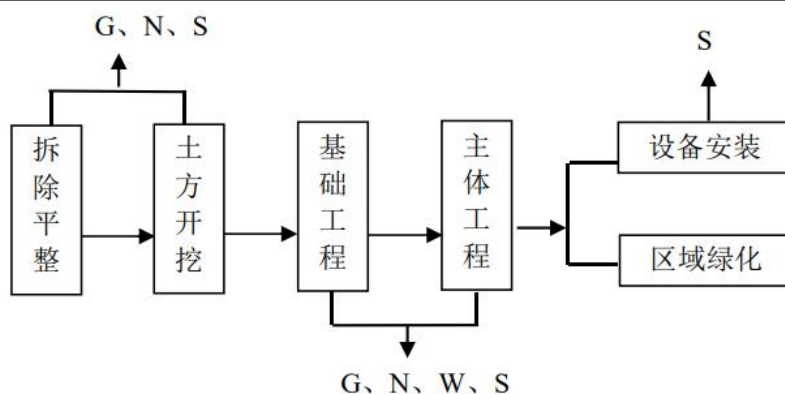 G、N、S
S
拆除平整
土方开挖
基础工程
主体工程
设备安装
区域绿化
G、N、W、S